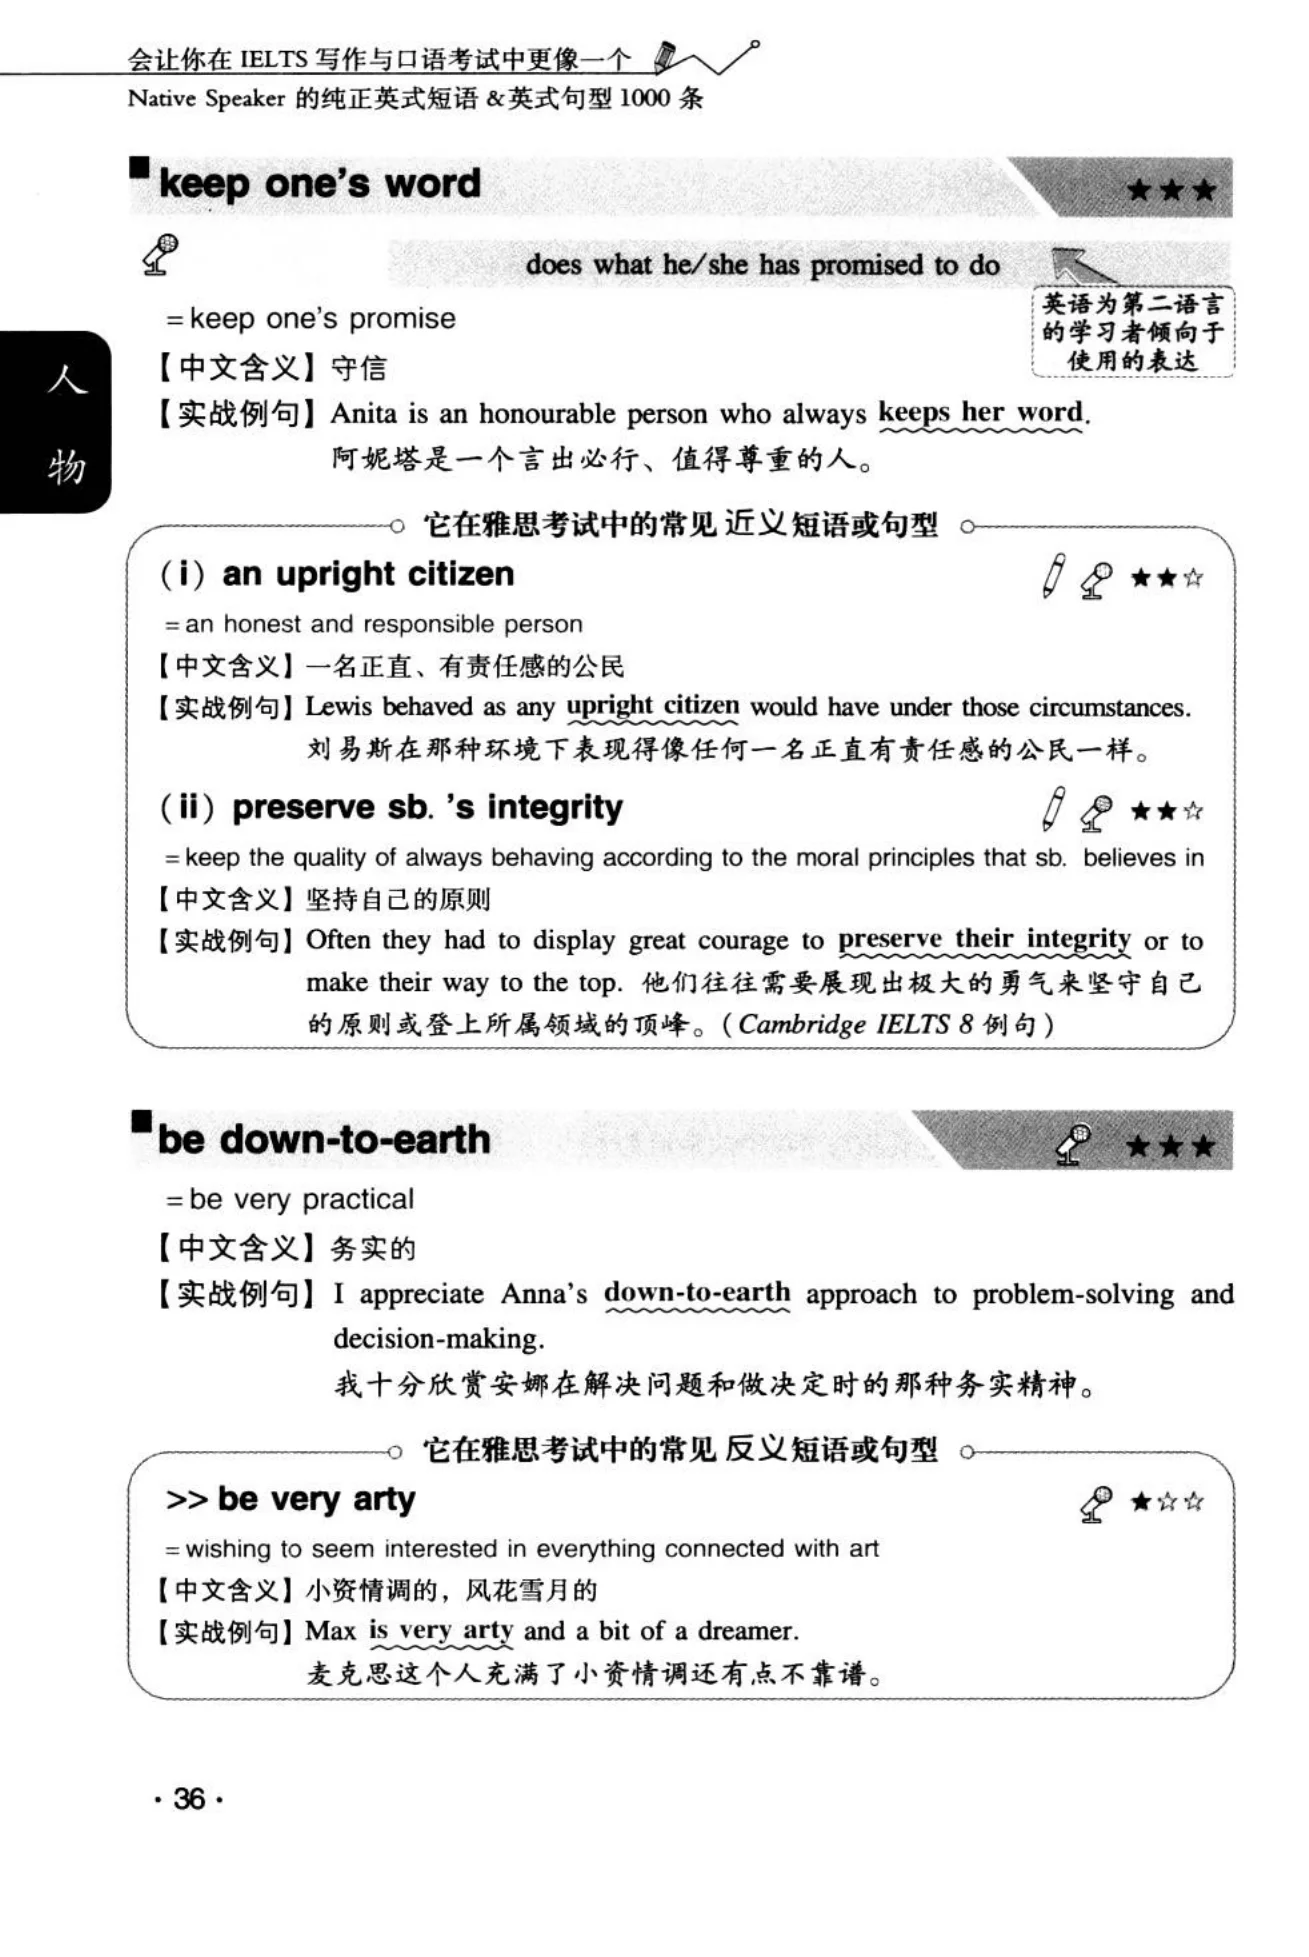 会让你在 IELTS 写作与口语考试中更像一个
Native Speaker 的纯正英式短语 & 英式句型 1000 条
keep one's word ★★★
does what he/she has promised to do
= keep one's promise
英语为第二语言
的学习者倾向于
使用的表达
【中文含义】守信
【实战例句】Anita is an honourable person who always keeps her word.
阿妮塔是一个言出必行、值得尊重的人。
人
物
它在雅思考试中的常见近义短语或句型
(i) an upright citizen ★★☆
= an honest and responsible person
【中文含义】一名正直、有责任感的公民
【实战例句】Lewis behaved as any upright citizen would have under those circumstances.
刘易斯在那种环境下表现得像任何一名正直有责任感的公民一样。
(ii) preserve sb. 's integrity ★★☆
= keep the quality of always behaving according to the moral principles that sb. believes in
【中文含义】坚持自己的原则
【实战例句】Often they had to display great courage to preserve their integrity or to
make their way to the top. 他们往往需要展现出极大的勇气来坚守自己
的原则或登上所属领域的顶峰。(Cambridge IELTS 8 例句)
be down-to-earth ★★★
= be very practical
【中文含义】务实的
【实战例句】I appreciate Anna's down-to-earth approach to problem-solving and
decision-making.
我十分欣赏安娜在解决问题和做决定时的那种务实精神。
它在雅思考试中的常见反义短语或句型
>> be very arty ★☆☆
= wishing to seem interested in everything connected with art
【中文含义】小资情调的，风花雪月的
【实战例句】Max is very arty and a bit of a dreamer.
麦克思这个人充满了小资情调还有点不靠谱。
· 36 ·